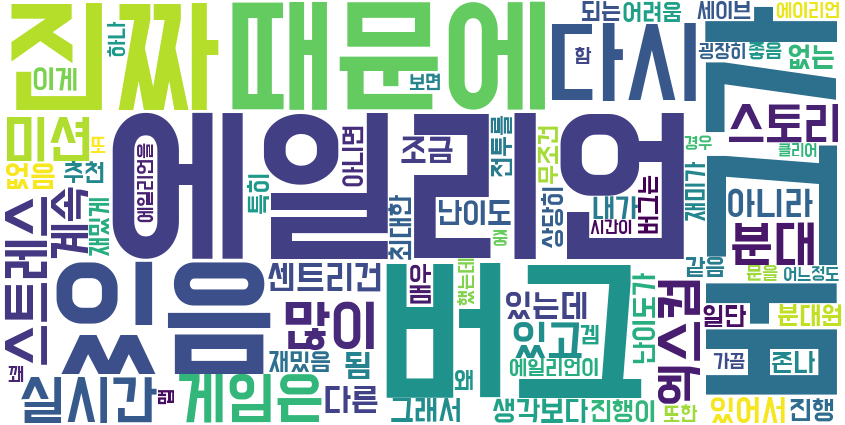 진짜
때문에
다시
되는
어려움
세이브
에이리언
하나
이게
보면
함
굉장히
좋음
없는
미션
또
에일리언
에일리언을
아니면
조금
전투를
무조건
스토리
경우
클리어
없음
추천
특히
재미가
재밌게
계속
최대한
난이도
상당히
내가
시간이
버그는
아니라
분대
스트레스
있음
센트리건
아
맵
했는데
버그
있는데
같음
문을
어느정도
많이
있고
겜
난이도가
엑스컴
일단
분대원
재밌음
됨
에일리언이
가끔
존나
꽤
왜
실시간
게임은
다른
그래서
생각보다
진행이
또한
있어서
진행